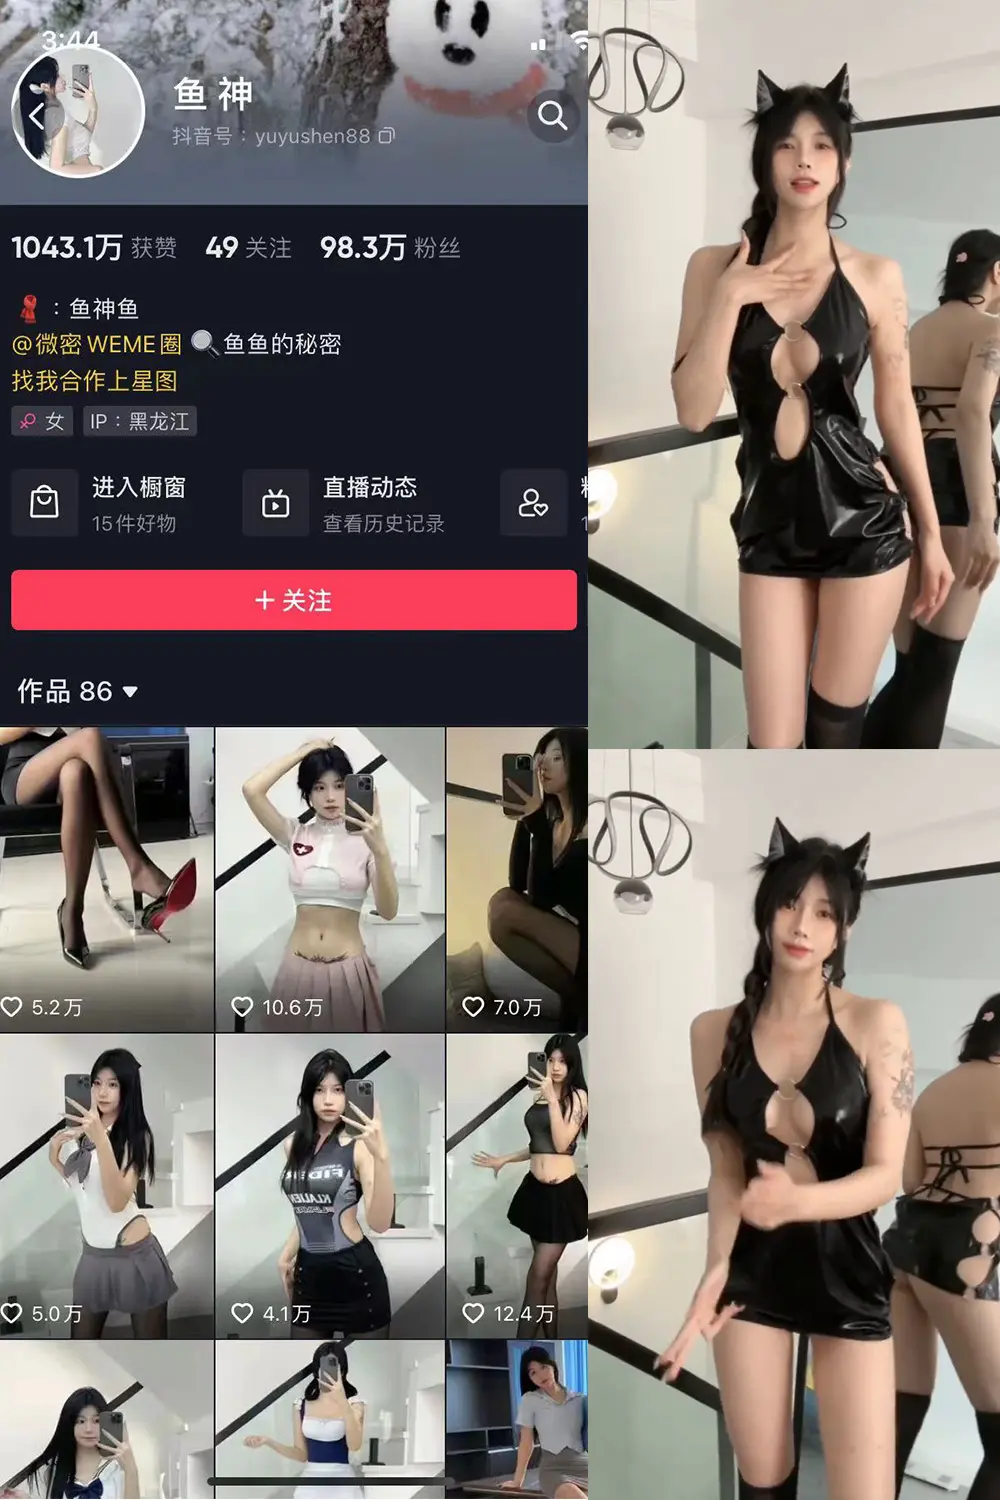 3:44
鱼 神
抖音号：yuyushen88
1043.1万 获赞 49 关注 98.3万 粉丝
：鱼神鱼
@微密 WEME圈 🔍鱼鱼的秘密
找我合作上星图
女 IP：黑龙江
进入橱窗 直播动态
15件好物 查看历史记录
+ 关注
作品 86
5.2万 10.6万 7.0万
5.0万 4.1万 12.4万